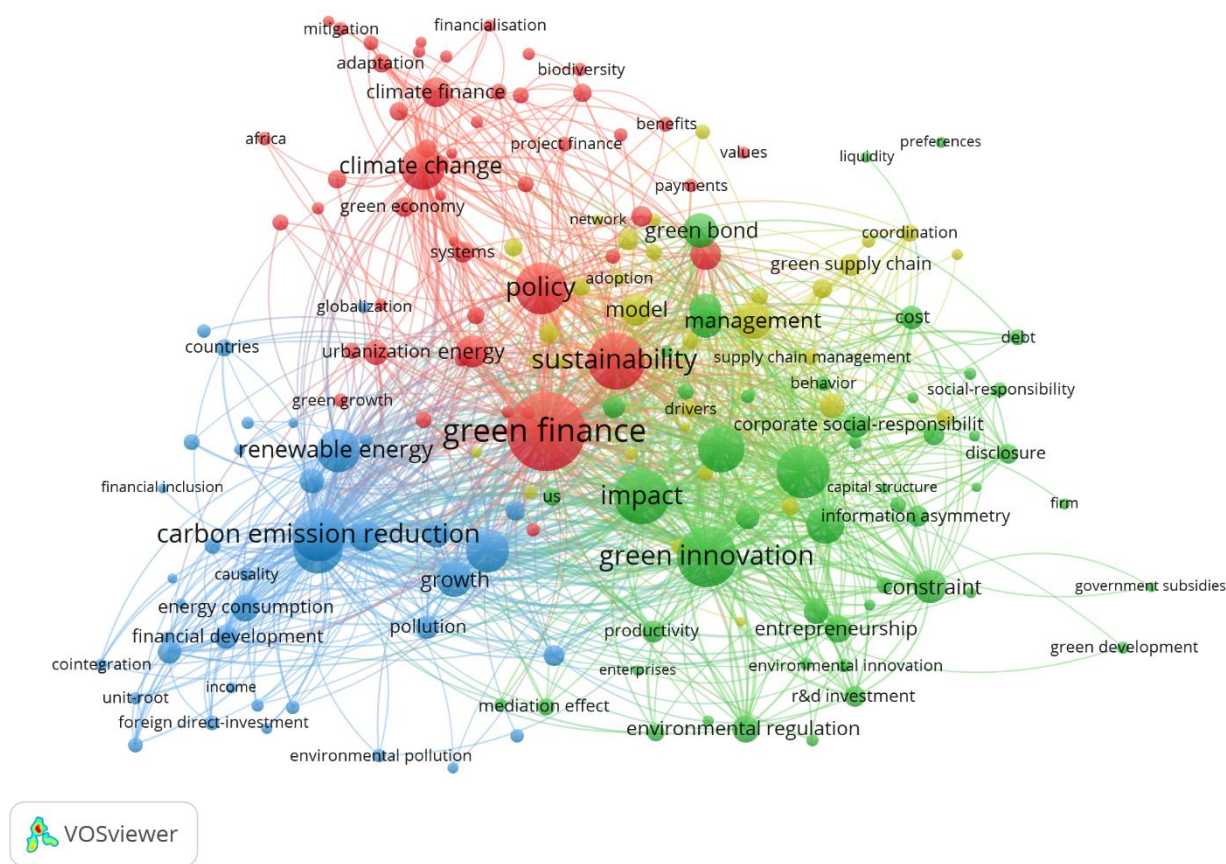 mitigation
financialisation
adaptation
biodiversity
climate finance
benefits
africa
project finance
preferences
values
liquidity
climate change
payments
green economy
network
green bond
coordination
systems
green supply chain
adoption
policy
globalization
model
management
cost
countries
urbanization
energy
sustainability
supply chain management
debt
behavior
social-responsibility
green growth
drivers
green finance
corporate social-responsibilit
renewable energy
disclosure
financial inclusion
us
impact
capital structure
firm
information asymmetry
carbon emission reduction
green innovation
causality
growth
constraint
government subsidies
energy consumption
financial development
pollution
productivity
entrepreneurship
green development
cointegration
enterprises
environmental innovation
unit-root
income
r&d investment
foreign direct-investment
mediation effect
environmental regulation
environmental pollution
VOSviewer